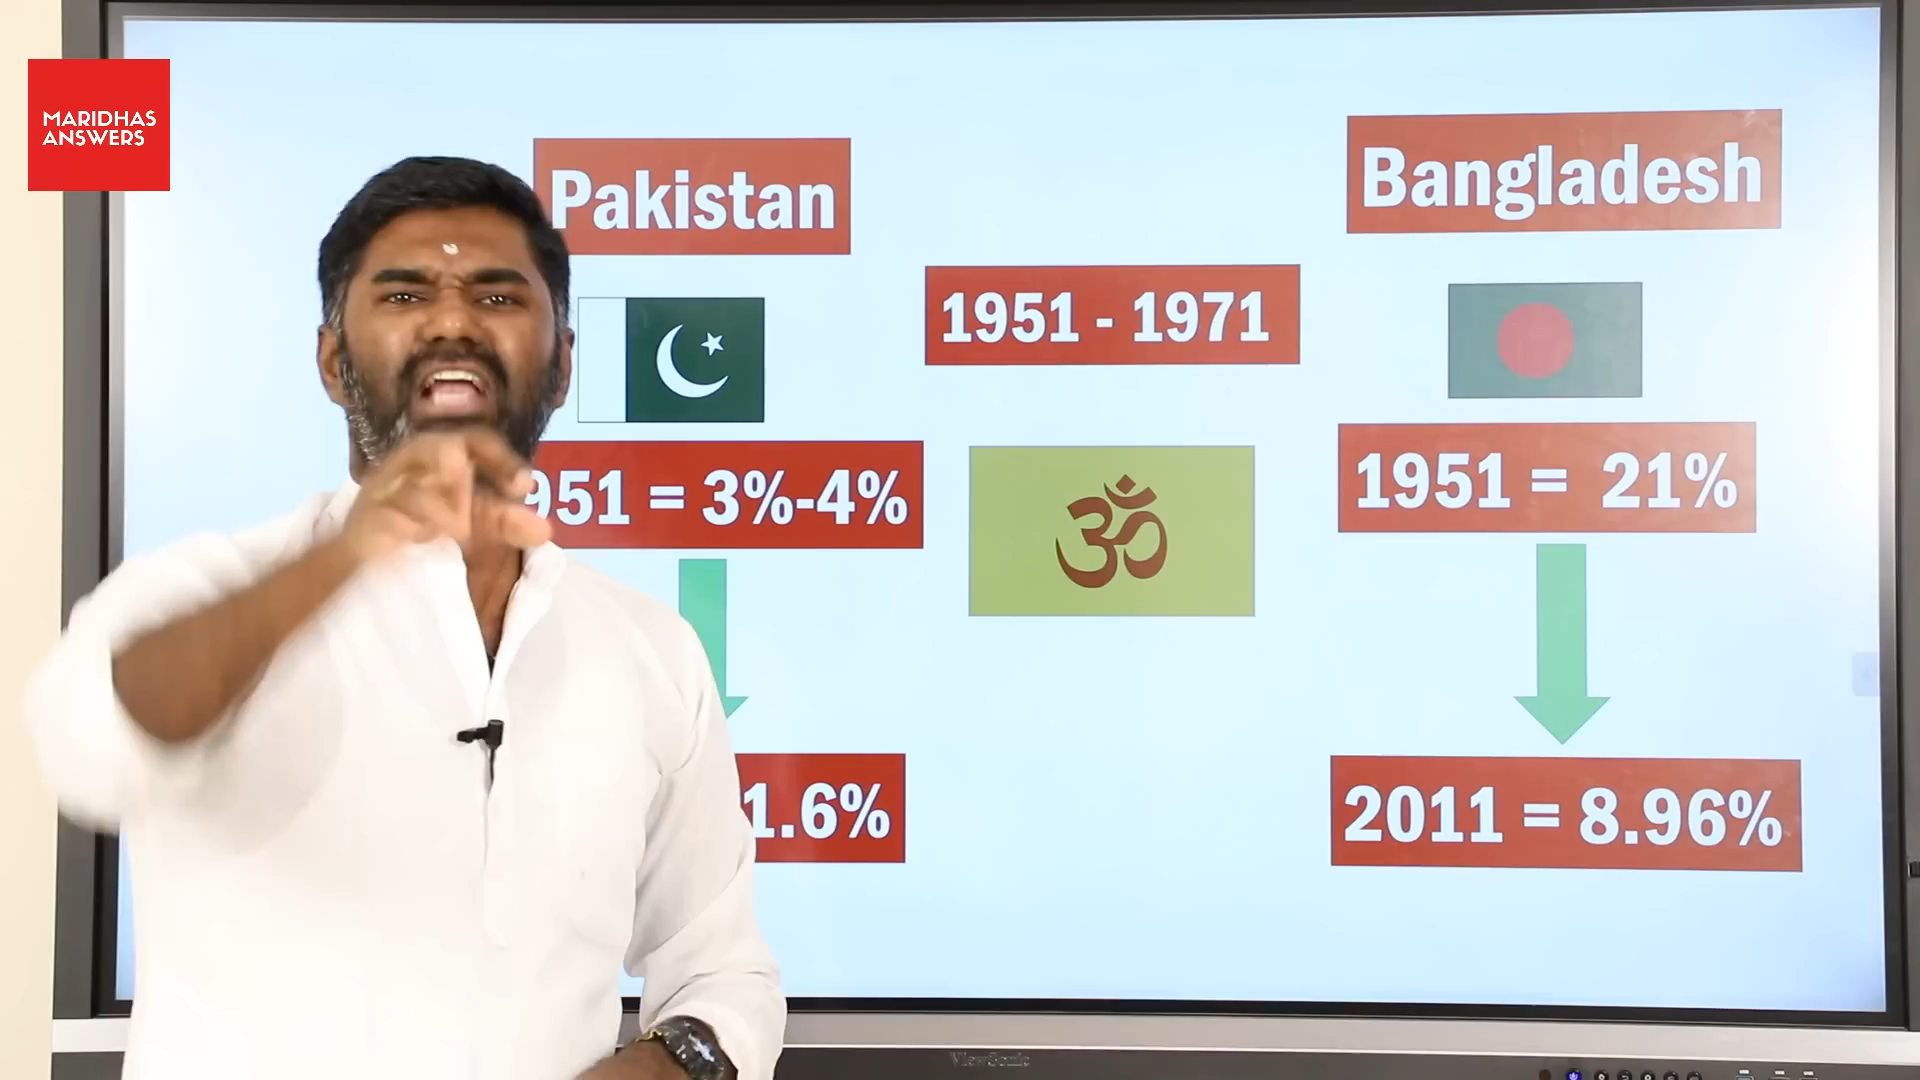 MARIDHAS
ANSWERS
Pakistan
Bangladesh
1951 - 1971
951 = 3%-4%
1951 = 21%
ॐ
1.6%
2011 = 8.96%
ViewSonic